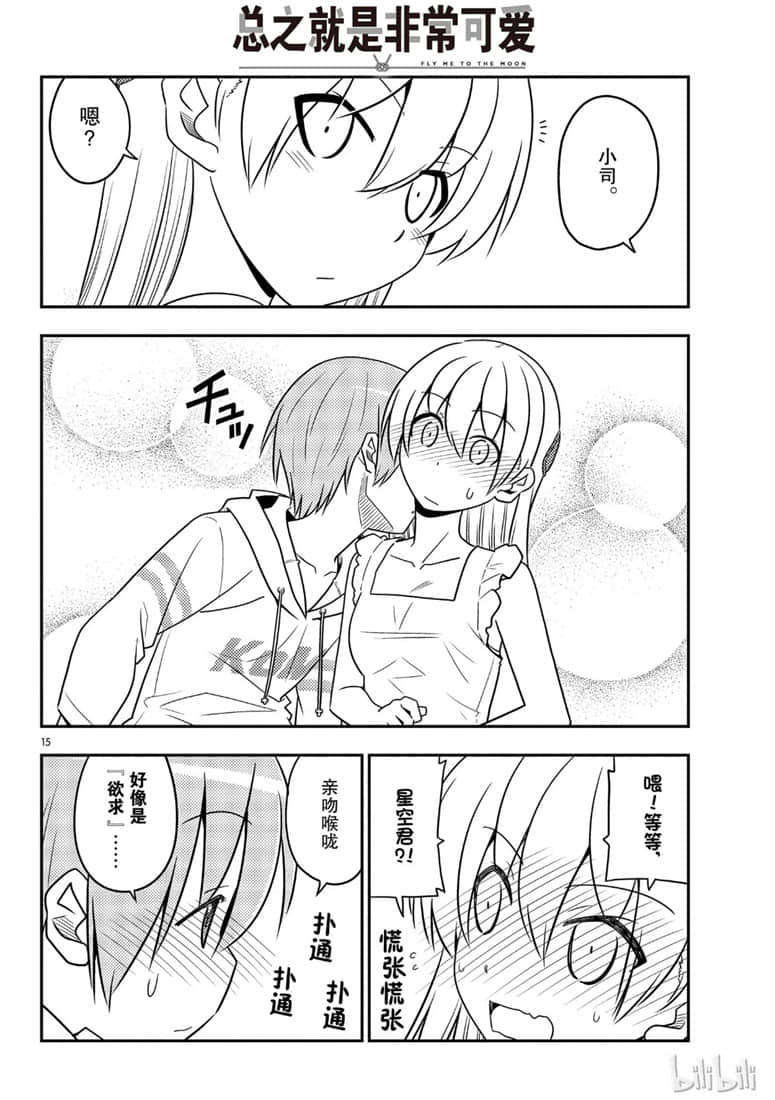 总之就是非常可爱
FLY ME TO THE MOON
小司。
嗯?
チュッ
15
喂!等等,
星空君?!
慌张慌张
亲吻喉咙
好像是
『欲求』……
扑通
扑通
扑通
bilibili